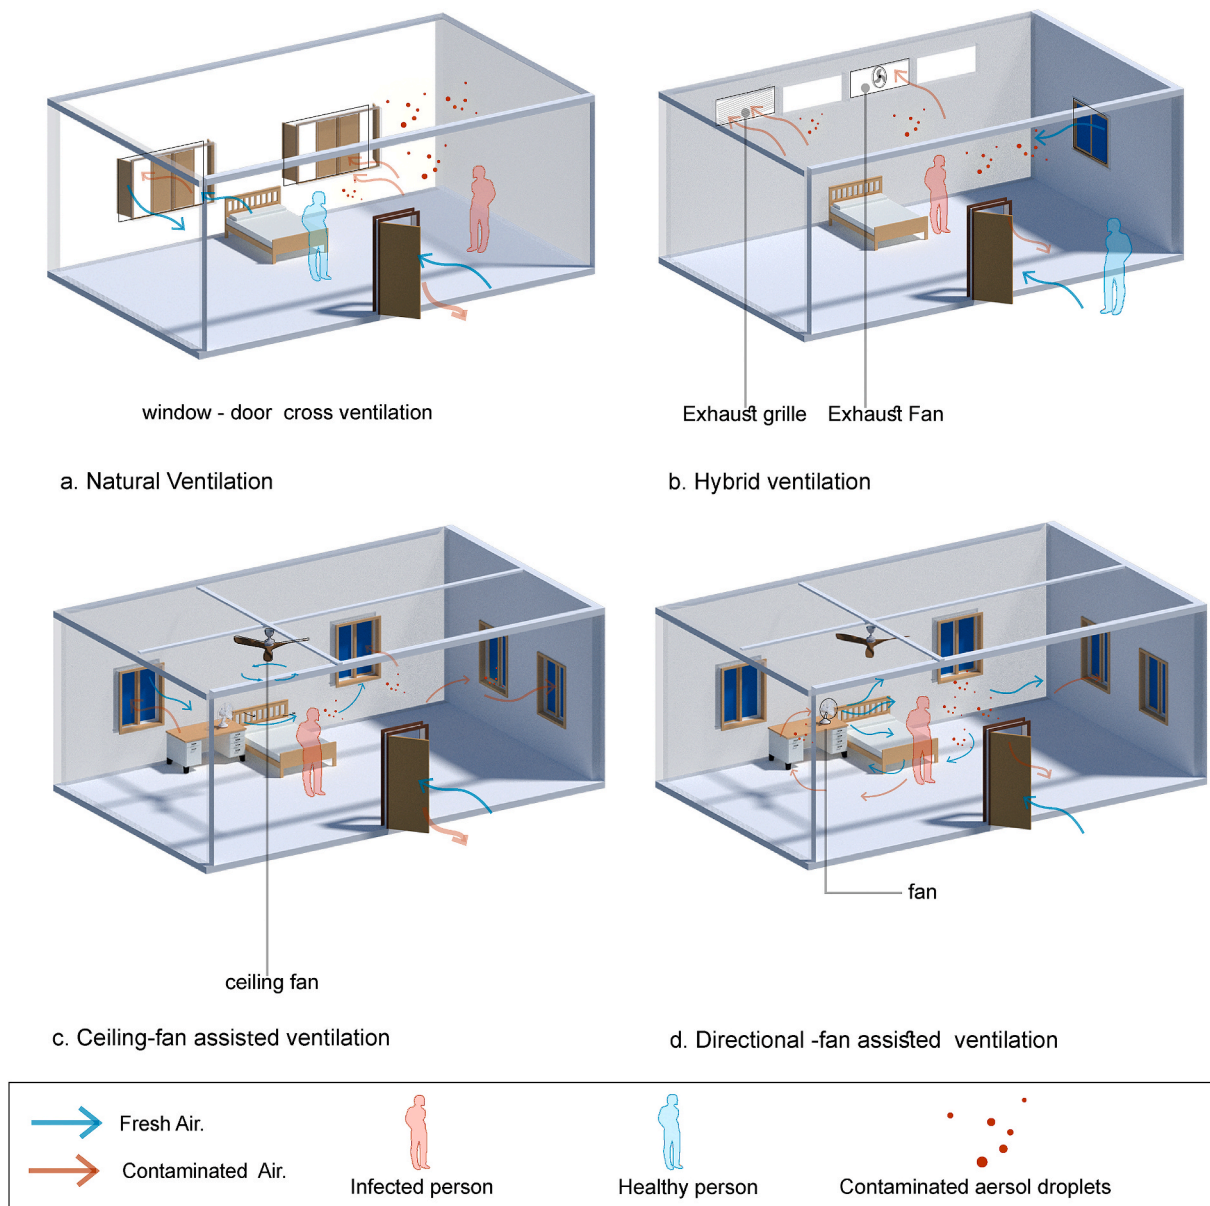 window - door  cross ventilation
Exhaust grille
Exhaust Fan
a. Natural Ventilation
b. Hybrid ventilation
ceiling fan
fan
c. Ceiling-fan assisted ventilation
d. Directional -fan assisted  ventilation
Fresh Air.
Contaminated  Air.
Infected person
Healthy person
Contaminated aersol droplets